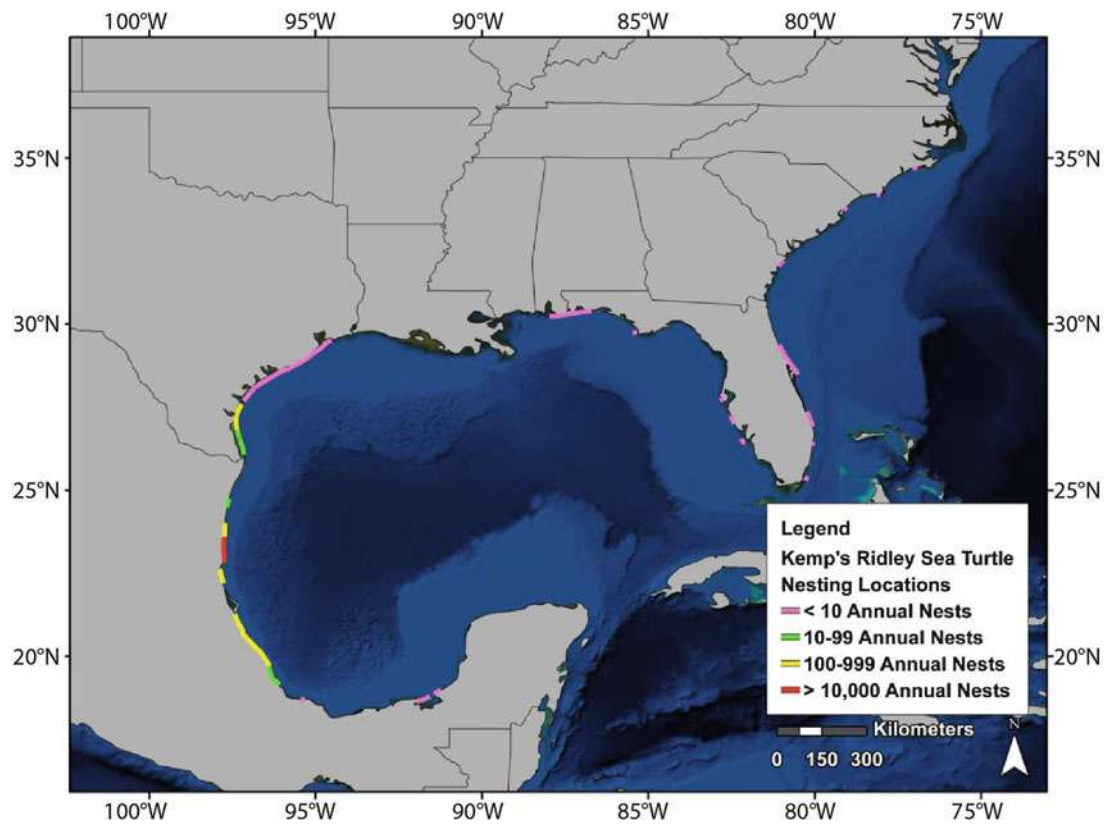 100°W 95°W 90°W 85°W 80°W 75°W
35°N 35°N
30°N 30°N
25°N 25°N
Legend
Kemp's Ridley Sea Turtle
Nesting Locations
< 10 Annual Nests
10-99 Annual Nests
100-999 Annual Nests
> 10,000 Annual Nests
20°N 20°N
Kilometers
N
0 150 300
100°W 95°W 90°W 85°W 80°W 75°W